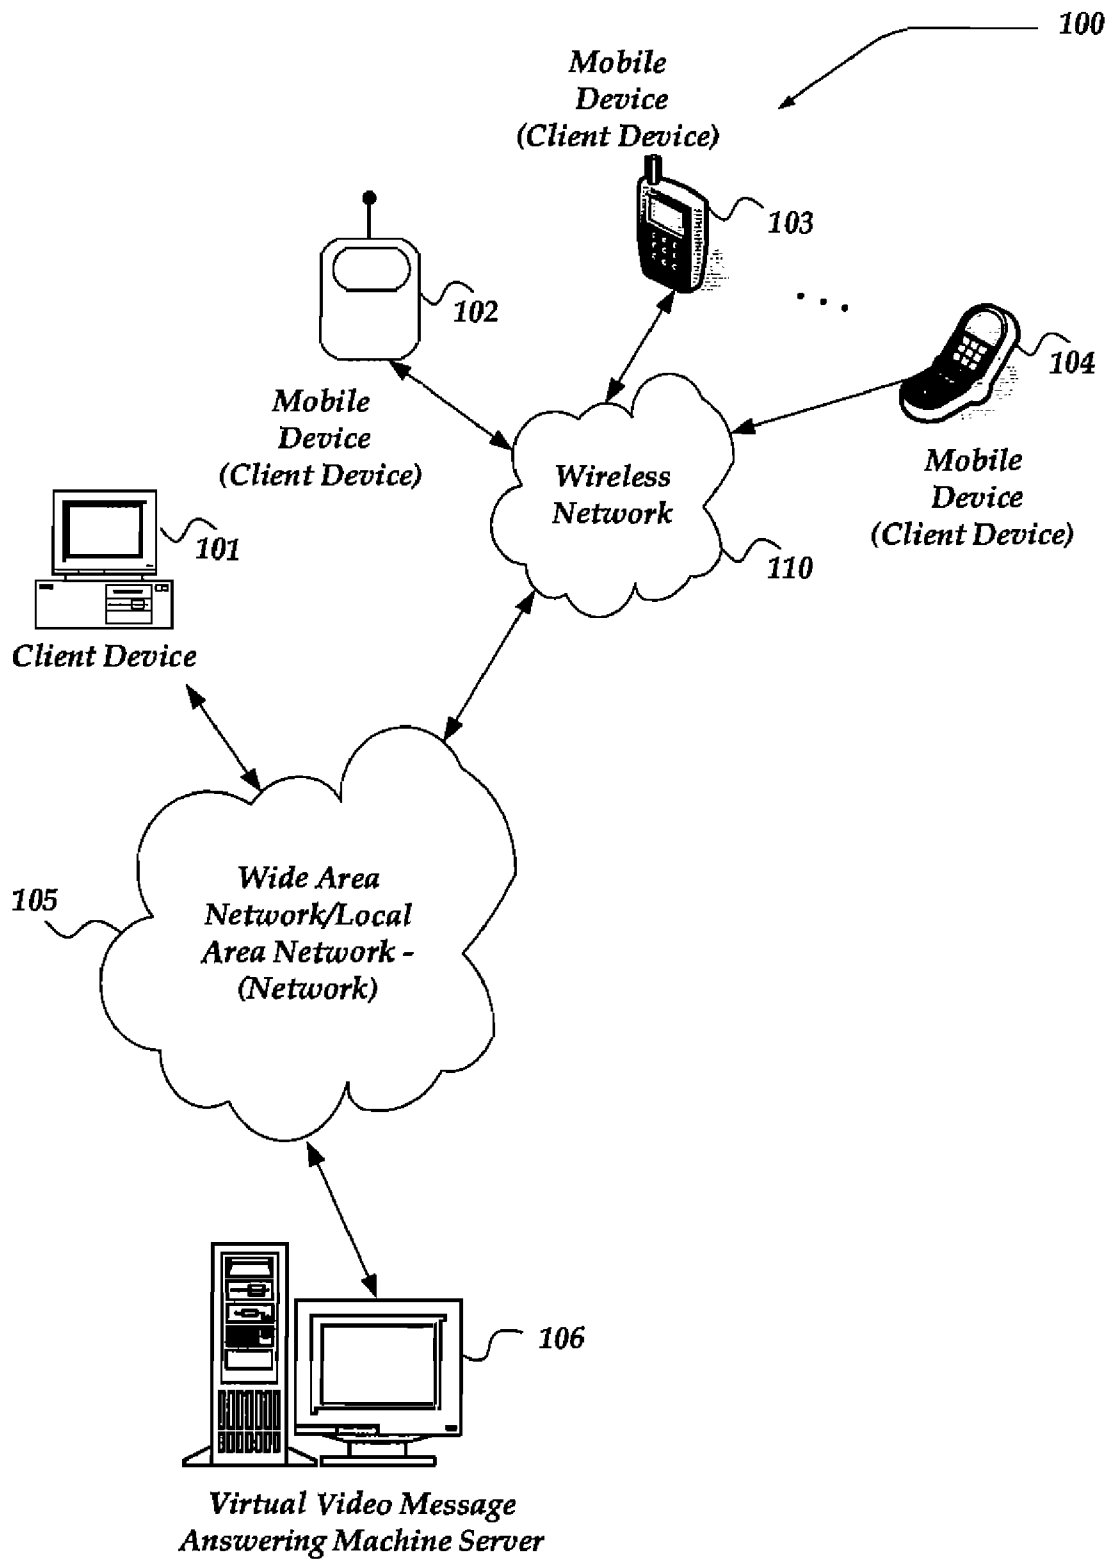 100
Mobile
Device
(Client Device)
103
102
104
Mobile
Device
(Client Device)
Wireless
Network
Mobile
Device
(Client Device)
101
110
Client Device
Wide Area
Network/Local
Area Network -
(Network)
105
106
Virtual Video Message
Answering Machine Server